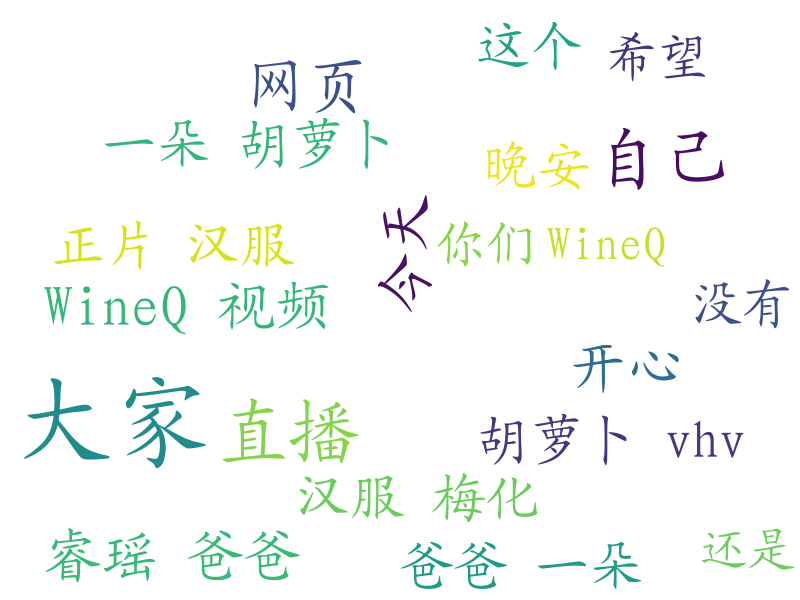 这个
希望
网页
一朵 胡萝卜
晚安
自己
今天
正片 汉服
你们
WineQ
WineQ 视频
没有
开心
大家
直播
胡萝卜 vhv
汉服 梅化
睿瑶 爸爸
爸爸 一朵
还是